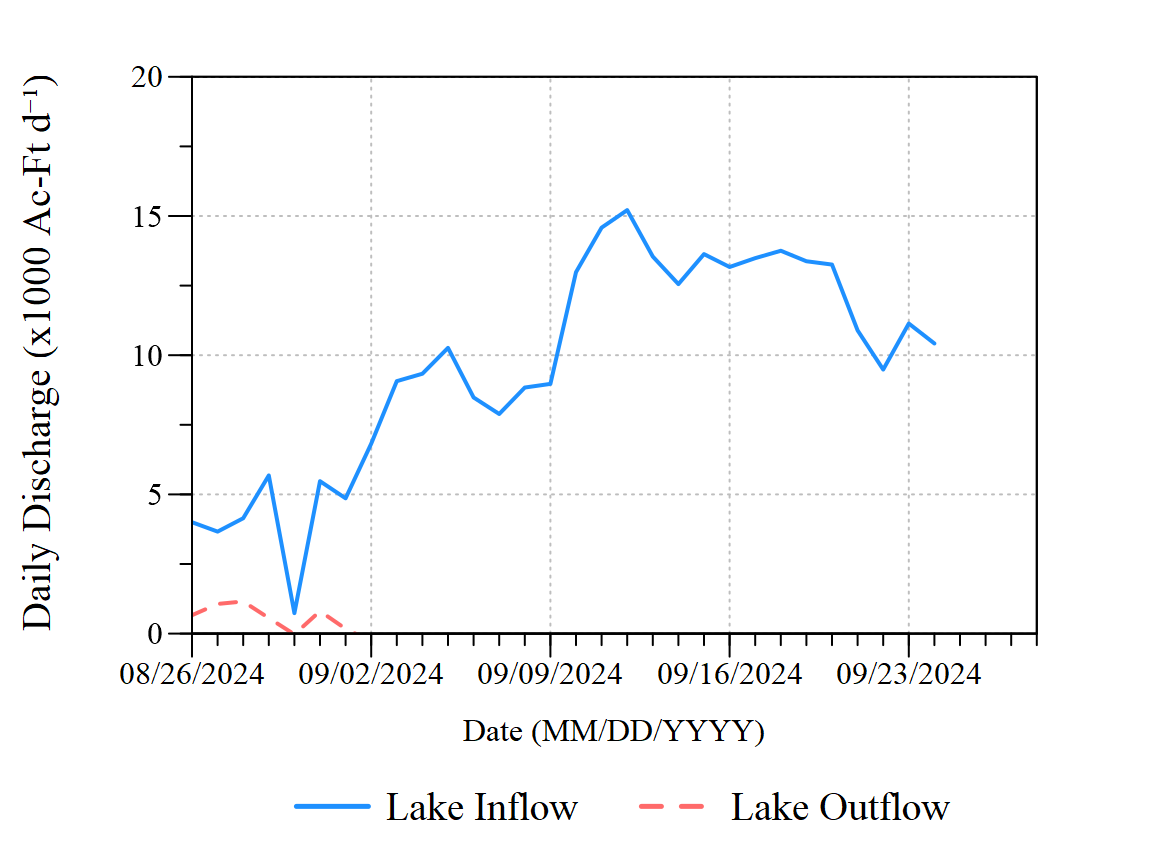 Daily Discharge (x1000 Ac-Ft d⁻¹)
20
15
10
5
0
08/26/2024 09/02/2024 09/09/2024 09/16/2024 09/23/2024
Date (MM/DD/YYYY)
Lake Inflow Lake Outflow